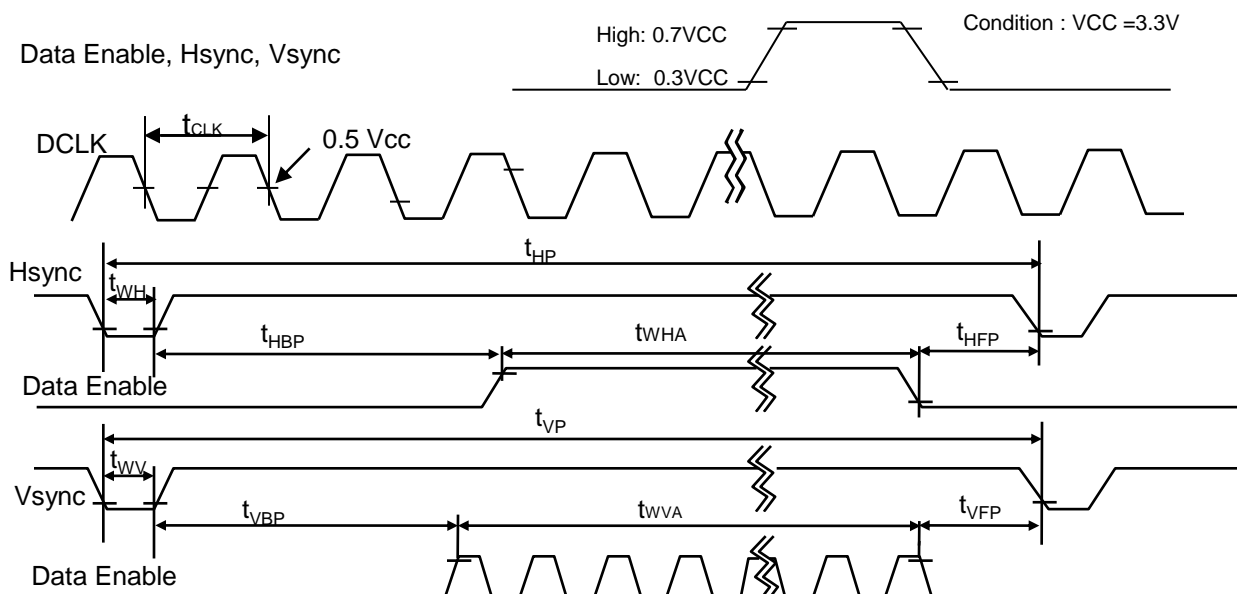 Condition : VCC =3.3V
High: 0.7VCC
Data Enable, Hsync, Vsync
Low: 0.3VCC
tCLK
0.5 Vcc
DCLK
tHP
Hsync
tWH
tHBP
tWHA
tHFP
Data Enable
tVP
tWV
Vsync
tVBP
tWVA
tVFP
Data Enable